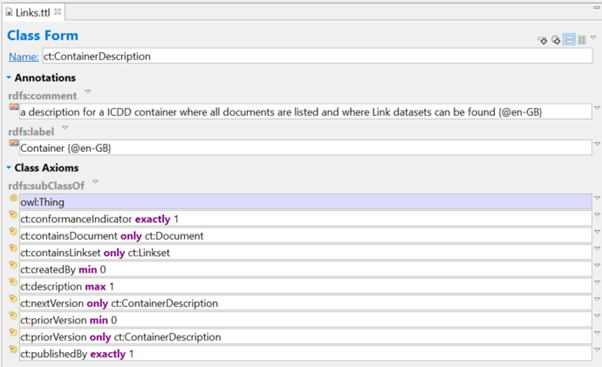 Links.ttl
Class Form
Name: ct:ContainerDescription
Annotations
rdfs:comment
a description for a ICDD container where all documents are listed and where Link datasets can be found {@en-GB}
rdfs:label
Container {@en-GB}
Class Axioms
rdfs:subClassOf
owl:Thing
ct:conformanceIndicator exactly 1
ct:containsDocument only ct:Document
ct:containsLinkset only ct:Linkset
ct:createdBy min 0
ct:description max 1
ct:nextVersion only ct:ContainerDescription
ct:priorVersion min 0
ct:priorVersion only ct:ContainerDescription
ct:publishedBy exactly 1